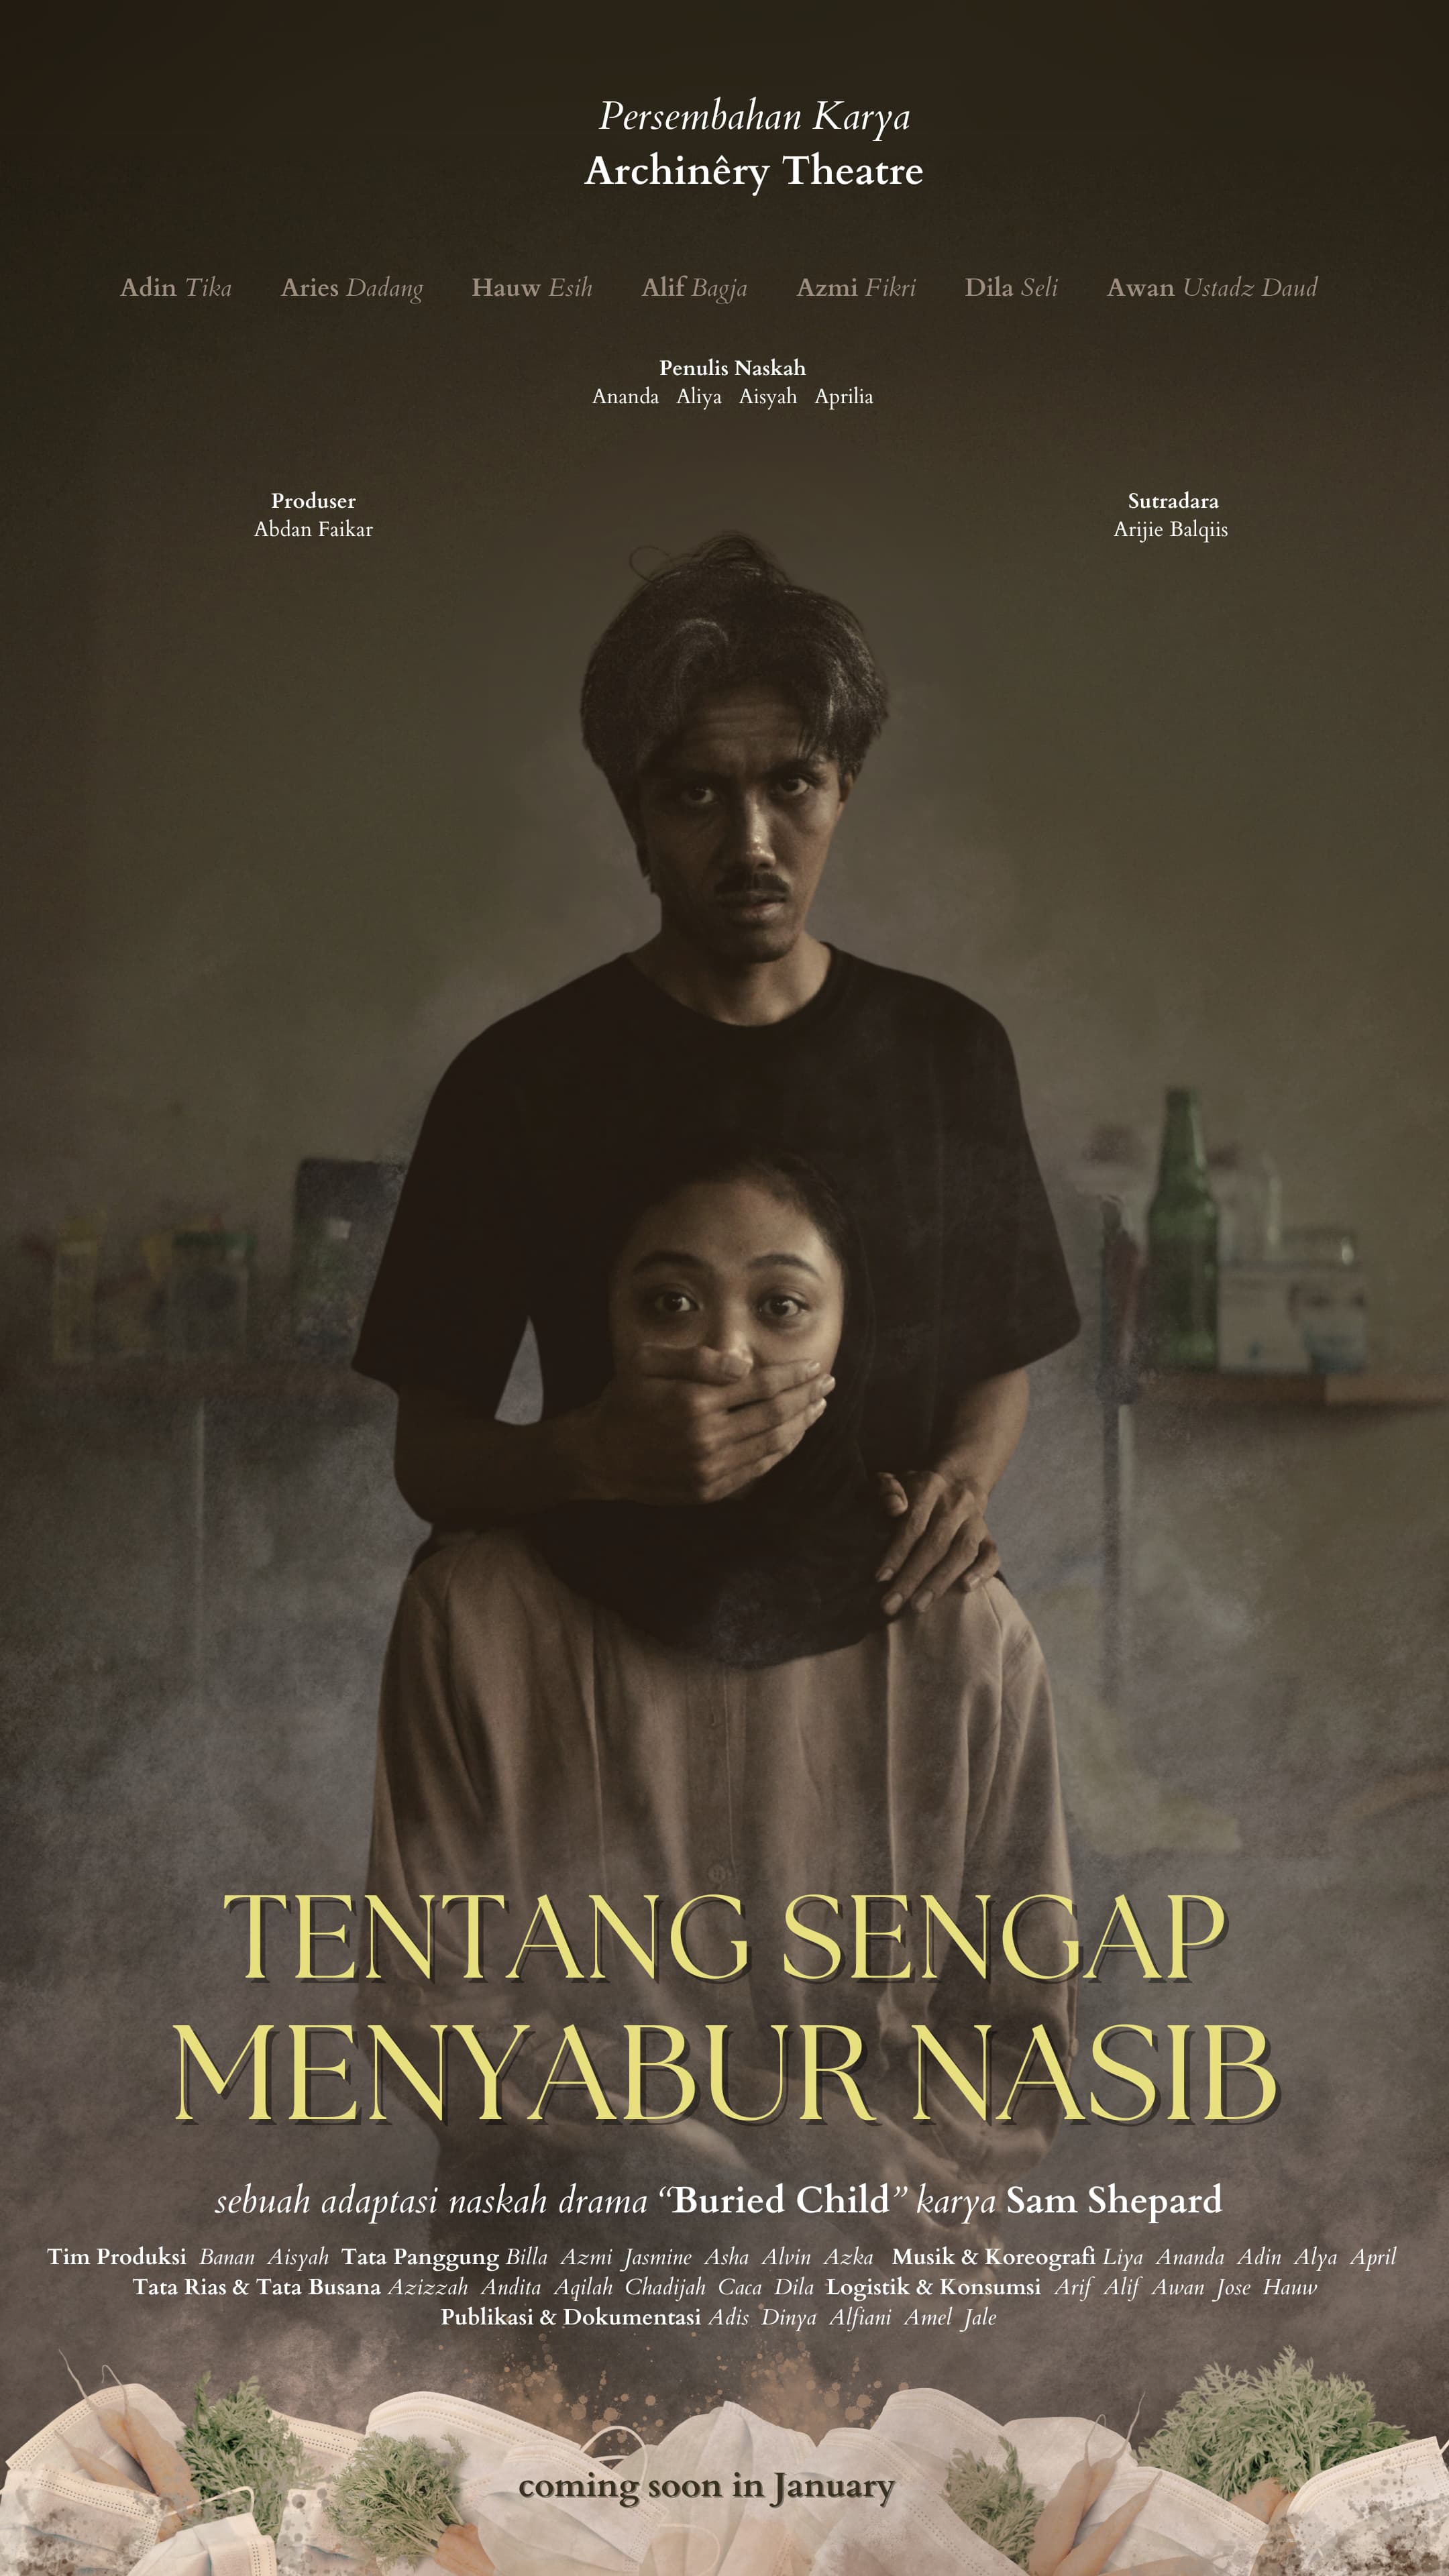 Persembahan Karya
Archinêry Theatre
Adin Tika Aries Dadang Hauw Esih Alif Bagja Azmi Fikri Dila Seli Awan Ustadz Daud
Penulis Naskah
Ananda Aliya Aisyah Aprilia
Produser
Abdan Faikar
Sutradara
Arijie Balqiis
TENTANG SENGAP
MENYABUR NASIB
sebuah adaptasi naskah drama “Buried Child” karya Sam Shepard
Tim Produksi Banan Aisyah Tata Panggung Billa Azmi Jasmine Asha Alvin Azka Musik & Koreografi Liya Ananda Adin Alya April
Tata Rias & Tata Busana Azizzah Andita Aqilah Chadijah Caca Dila Logistik & Konsumsi Arif Alif Awan Jose Hauw
Publikasi & Dokumentasi Adis Dinya Alfiani Amel Jale
coming soon in January